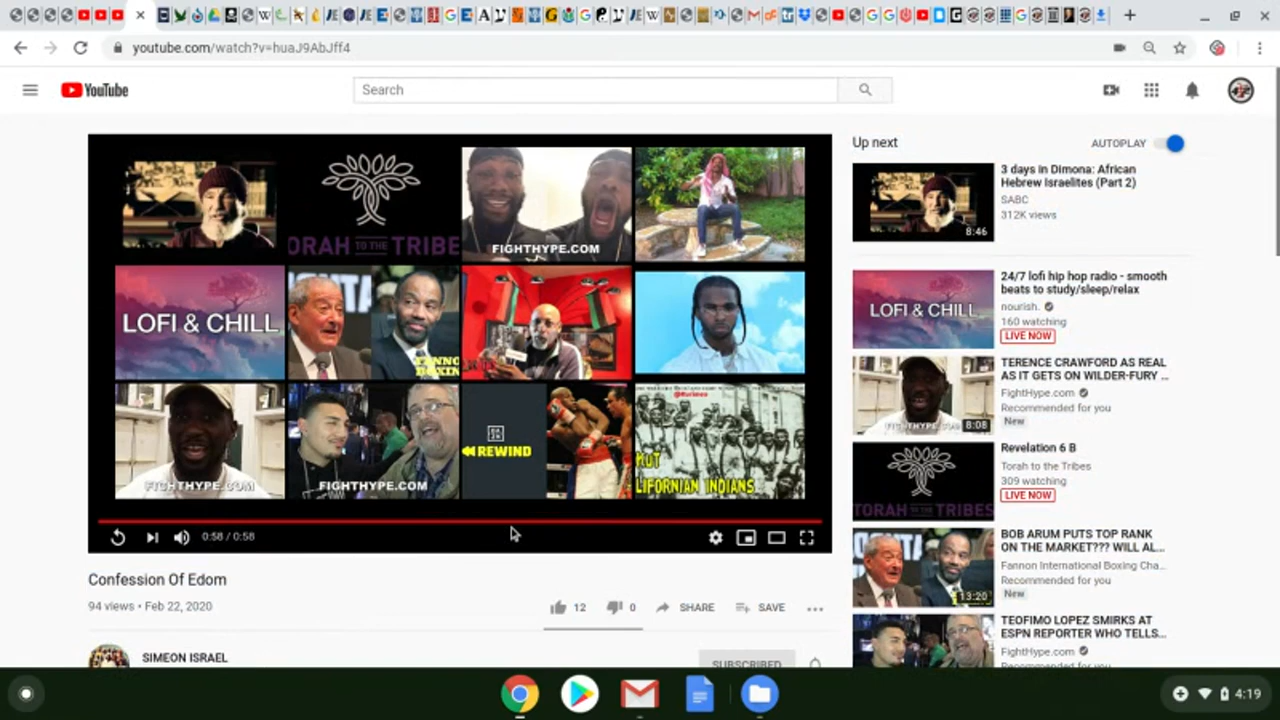 youtube.com/watch?v=huaJ9AbJff4
YouTube
Search
ORAH TO THE TRIBE
FIGHTHYPE.COM
LOFI & CHILL
FIGHTHYPE.COM
FIGHTHYPE.COM
REWIND
LIFORNIAN INDIANS
0:58 / 0:58
Confession Of Edom
94 views • Feb 22, 2020
12
0
SHARE
SAVE
SIMEON ISRAEL
SUBSCRIBED
Up next
AUTOPLAY
8:46
3 days in Dimona: African
Hebrew Israelites (Part 2)
SABC
312K views
LOFI & CHILL
24/7 lofi hip hop radio - smooth
beats to study/sleep/relax
nourish.
160 watching
LIVE NOW
FIGHTHYPE.COM
8:08
TERENCE CRAWFORD AS REAL
AS IT GETS ON WILDER-FURY ...
FightHype.com
Recommended for you
New
TORAH TO THE TRIBES
Revelation 6 B
Torah to the Tribes
309 watching
LIVE NOW
13:20
BOB ARUM PUTS TOP RANK
ON THE MARKET??? WILL AL...
Fannon International Boxing Cha...
Recommended for you
New
TEOFIMO LOPEZ SMIRKS AT
ESPN REPORTER WHO TELLS...
FightHype.com
Recommended for you
4:19